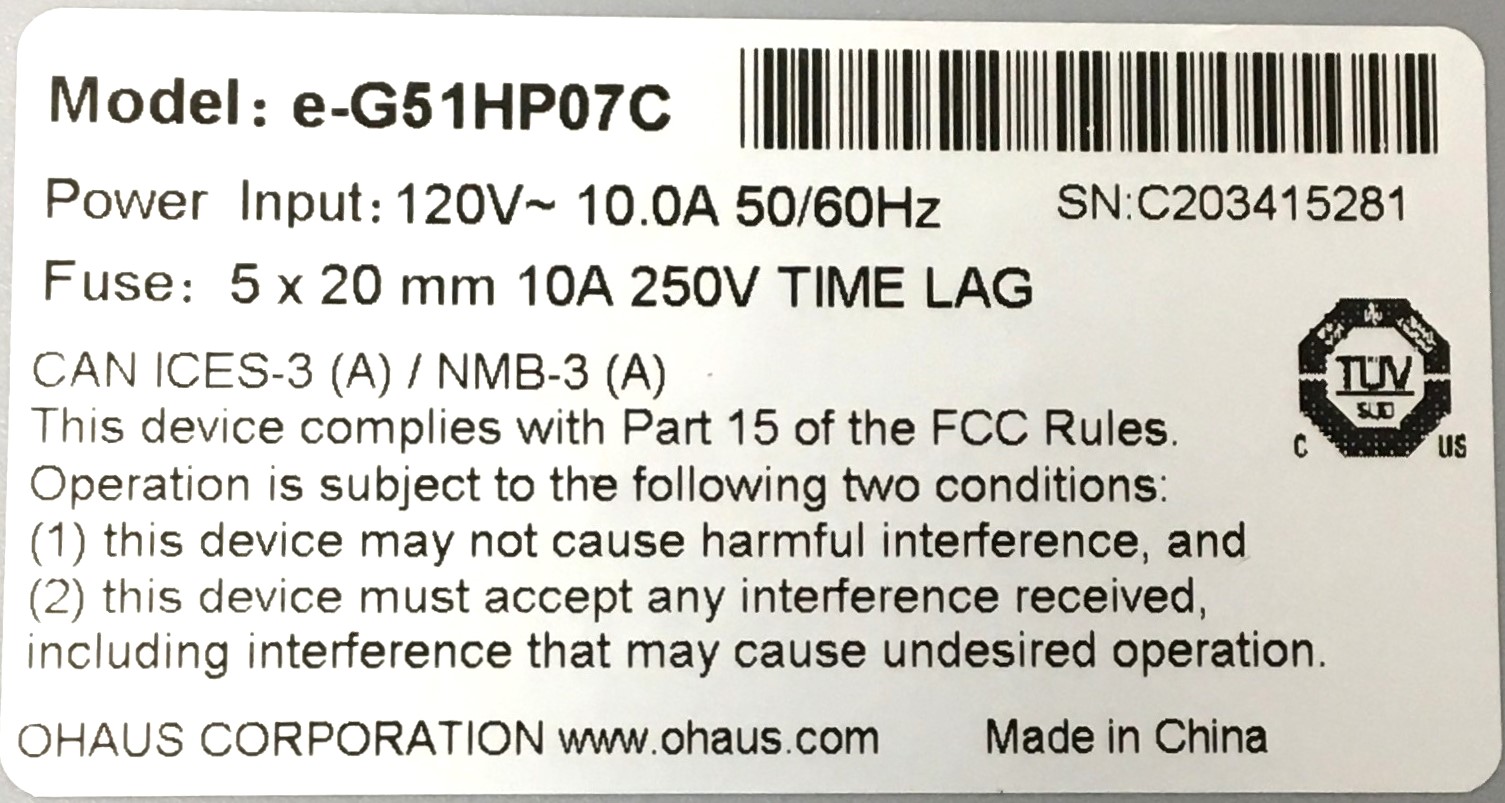 Model: e-G51HP07C
Power Input: 120V~ 10.0A 50/60Hz
SN:C203415281
Fuse: 5 x 20 mm 10A 250V TIME LAG
CAN ICES-3 (A) / NMB-3 (A)
This device complies with Part 15 of the FCC Rules.
Operation is subject to the following two conditions:
(1) this device may not cause harmful interference, and
(2) this device must accept any interference received,
including interference that may cause undesired operation.
TÜV
SUD
C US
OHAUS CORPORATION www.ohaus.com
Made in China